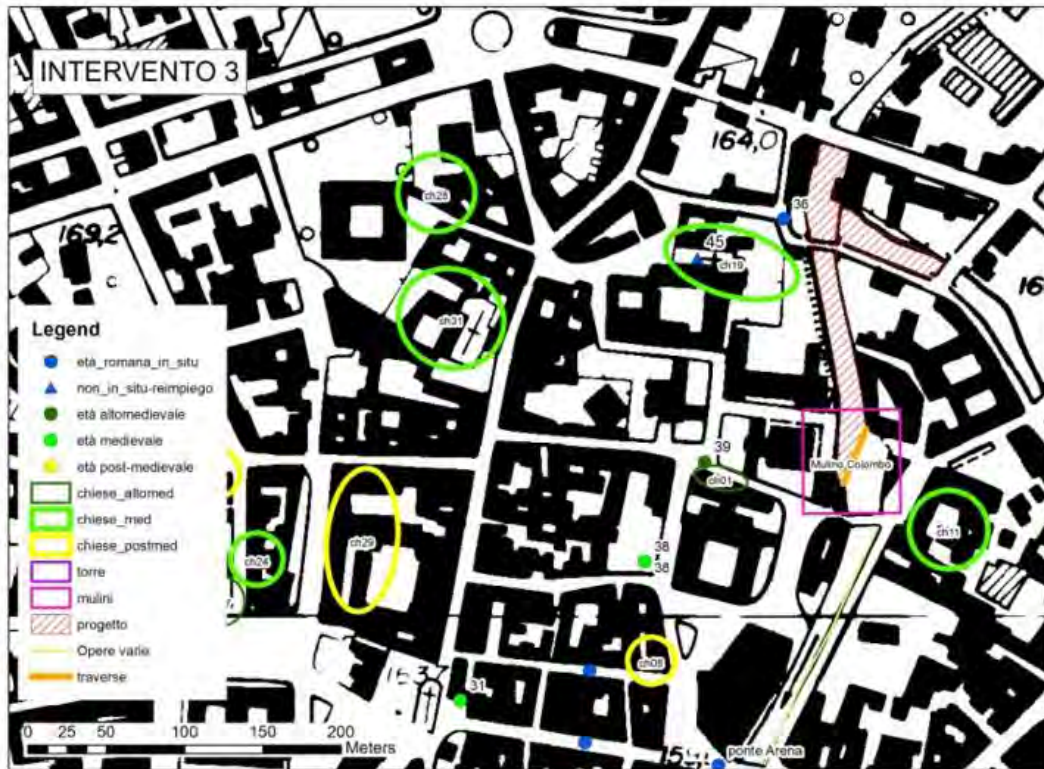 INTERVENTO 3
164,0
36
ch28
45
ch19
169,2
c
16
ch31
Legend
età_romana_in_situ
non_in_situ-reimpiego
età altomedievale
età medievale
età post-medievale
chiese_altomed
chiese_med
chiese_postmed
torre
mulini
progetto
Opere varie
traverse
39
Mulino Colombo
ch11
38
38
ch24
ch29
ch08
163,
31
0 50 100 150 200
Meters
ponte Arena